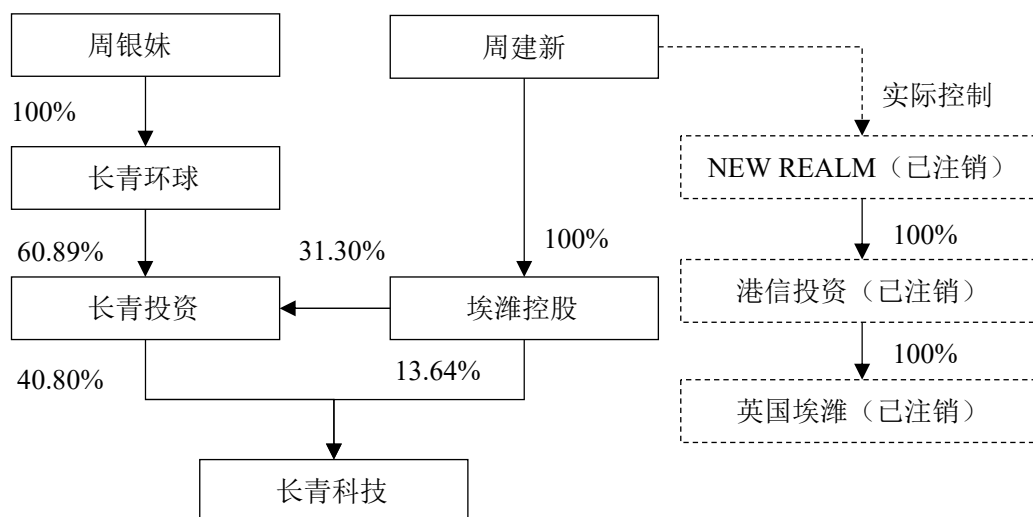 周银妹
周建新
100%
实际控制
长青环球
NEW REALM（已注销）
60.89%
31.30%
100%
100%
长青投资
埃潍控股
港信投资（已注销）
40.80%
13.64%
100%
英国埃潍（已注销）
长青科技